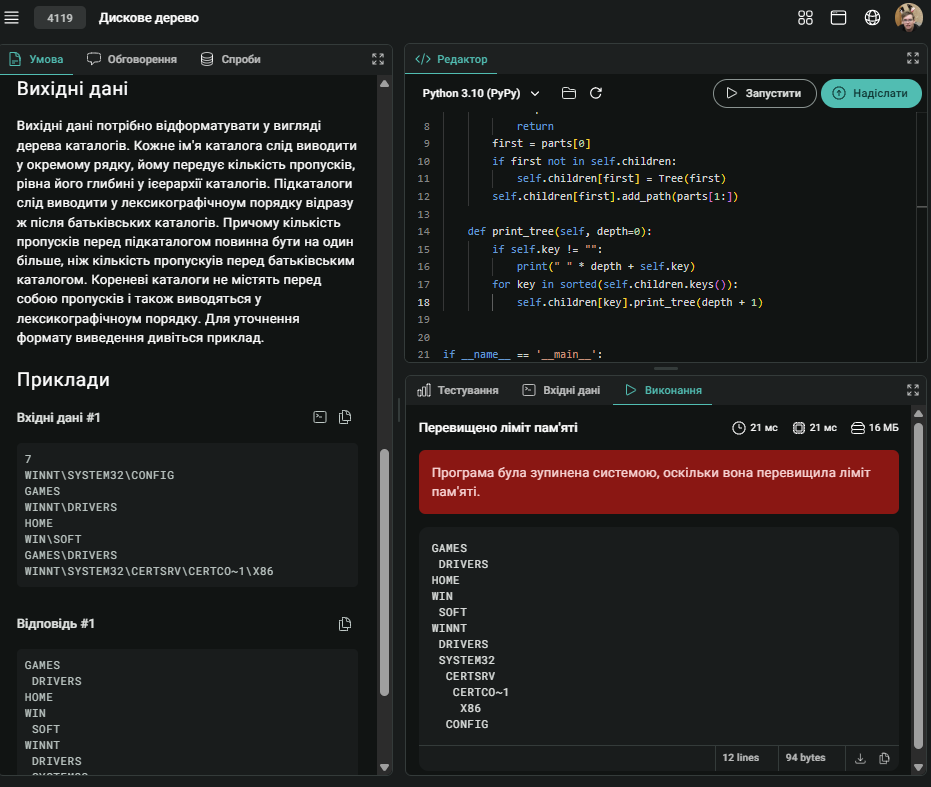 4119 Дискове дерево
Умова Обговорення Спроби
Вихідні дані
Вихідні дані потрібно відформатувати у вигляді
дерева каталогів. Кожне ім'я каталога слід виводити
у окремому рядку, йому передує кількість пропусків,
рівна його глибині у ієрархії каталогів. Підкаталоги
слід виводити у лексикографічноум порядку відразу
ж після батьківських каталогів. Причому кількість
пропусків перед підкаталогом повинна бути на один
більше, ніж кількість пропускуів перед батьківським
каталогом. Кореневі каталоги не містять перед
собою пропусків і також виводяться у
лексикографічноум порядку. Для уточнення
формату виведення дивіться приклад.
Приклади
Вхідні дані #1
7
WINNT\SYSTEM32\CONFIG
GAMES
WINNT\DRIVERS
HOME
WIN\SOFT
GAMES\DRIVERS
WINNT\SYSTEM32\CERTSRV\CERTCO~1\X86
Відповідь #1
GAMES
 DRIVERS
HOME
WIN
 SOFT
WINNT
 DRIVERS
Редактор
Python 3.10 (PyPy) Запустити Надіслати
8 return
9 first = parts[0]
10 if first not in self.children:
11 self.children[first] = Tree(first)
12 self.children[first].add_path(parts[1:])
13
14 def print_tree(self, depth=0):
15 if self.key != "":
16 print(" " * depth + self.key)
17 for key in sorted(self.children.keys()):
18 self.children[key].print_tree(depth + 1)
19
20
21 if __name__ == '__main__':
Тестування Вхідні дані Виконання
Перевищено ліміт пам'яті 21 мс 21 мс 16 МБ
Програма була зупинена системою, оскільки вона перевищила ліміт
пам'яті.
GAMES
 DRIVERS
HOME
WIN
 SOFT
WINNT
 DRIVERS
 SYSTEM32
  CERTSRV
   CERTCO~1
    X86
  CONFIG
12 lines 94 bytes